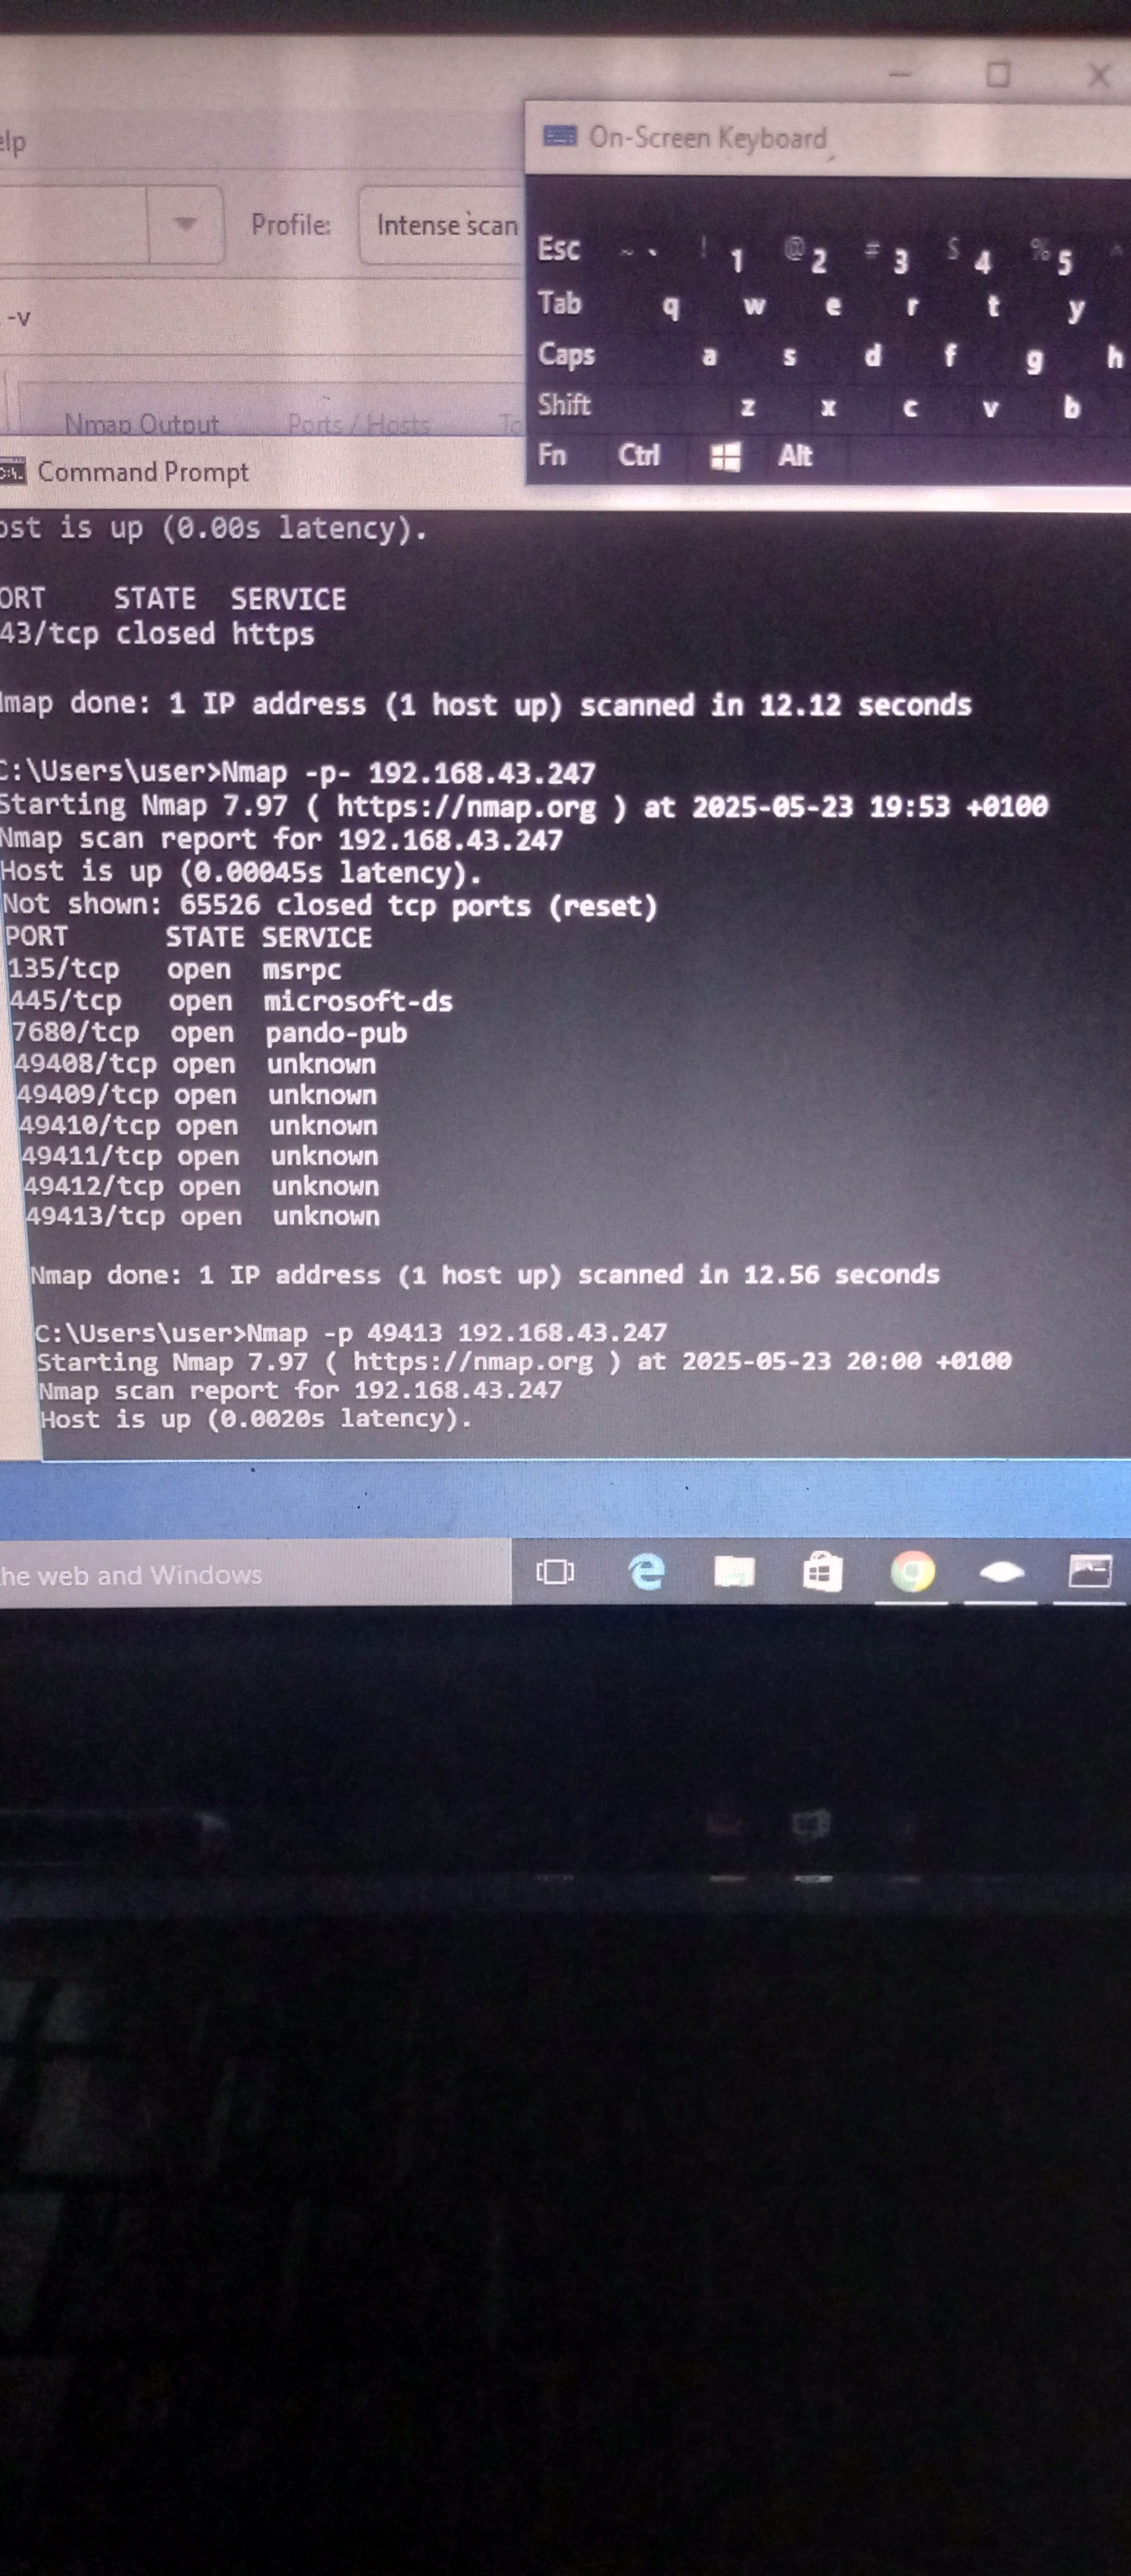 elp
On-Screen Keyboard
Profile: Intense scan
Esc ~ ` ! 1 @ 2 # 3 $ 4 % 5 ^
Tab q w e r t y
-v
Caps a s d f g h
Shift z x c v b
Nmap Output Ports / Hosts To
Fn Ctrl Alt
Command Prompt
ost is up (0.00s latency).
ORT STATE SERVICE
43/tcp closed https
map done: 1 IP address (1 host up) scanned in 12.12 seconds
C:\Users\user>Nmap -p- 192.168.43.247
Starting Nmap 7.97 ( https://nmap.org ) at 2025-05-23 19:53 +0100
Nmap scan report for 192.168.43.247
Host is up (0.00045s latency).
Not shown: 65526 closed tcp ports (reset)
PORT STATE SERVICE
135/tcp open msrpc
445/tcp open microsoft-ds
7680/tcp open pando-pub
49408/tcp open unknown
49409/tcp open unknown
49410/tcp open unknown
49411/tcp open unknown
49412/tcp open unknown
49413/tcp open unknown
Nmap done: 1 IP address (1 host up) scanned in 12.56 seconds
C:\Users\user>Nmap -p 49413 192.168.43.247
Starting Nmap 7.97 ( https://nmap.org ) at 2025-05-23 20:00 +0100
Nmap scan report for 192.168.43.247
Host is up (0.0020s latency).
he web and Windows